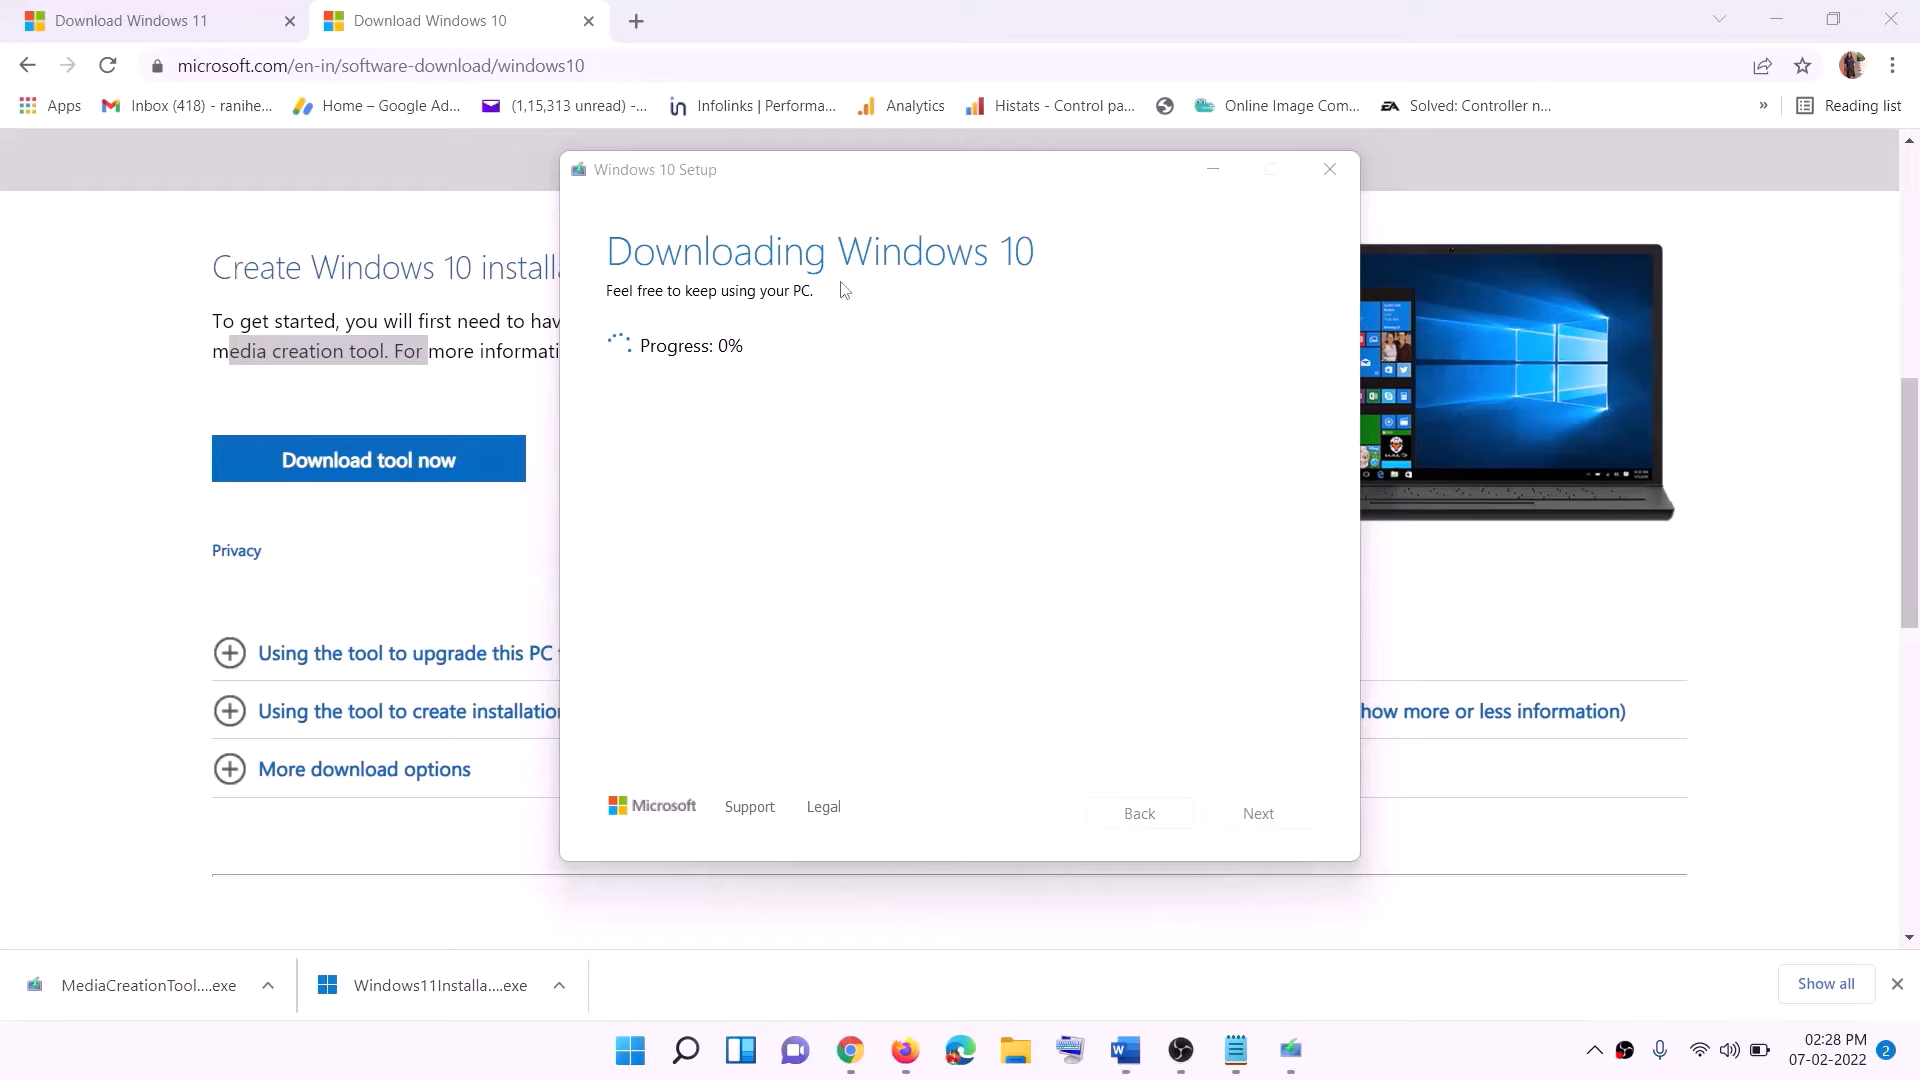 Download Windows 11
Download Windows 10
microsoft.com/en-in/software-download/windows10
Apps
Inbox (418) - ranihe...
Home – Google Ad...
(1,15,313 unread) -...
Infolinks | Performa...
Analytics
Histats - Control pa...
Online Image Com...
EA
Solved: Controller n...
»
Reading list
Windows 10 Setup
Downloading Windows 10
Feel free to keep using your PC.
Progress: 0%
Create Windows 10 install
To get started, you will first need to hav
media creation tool. For more informati
Download tool now
Privacy
Using the tool to upgrade this PC
Using the tool to create installation
how more or less information)
More download options
Microsoft
Support
Legal
Back
Next
MediaCreationTool....exe
Windows11Installa....exe
Show all
02:28 PM
07-02-2022
2